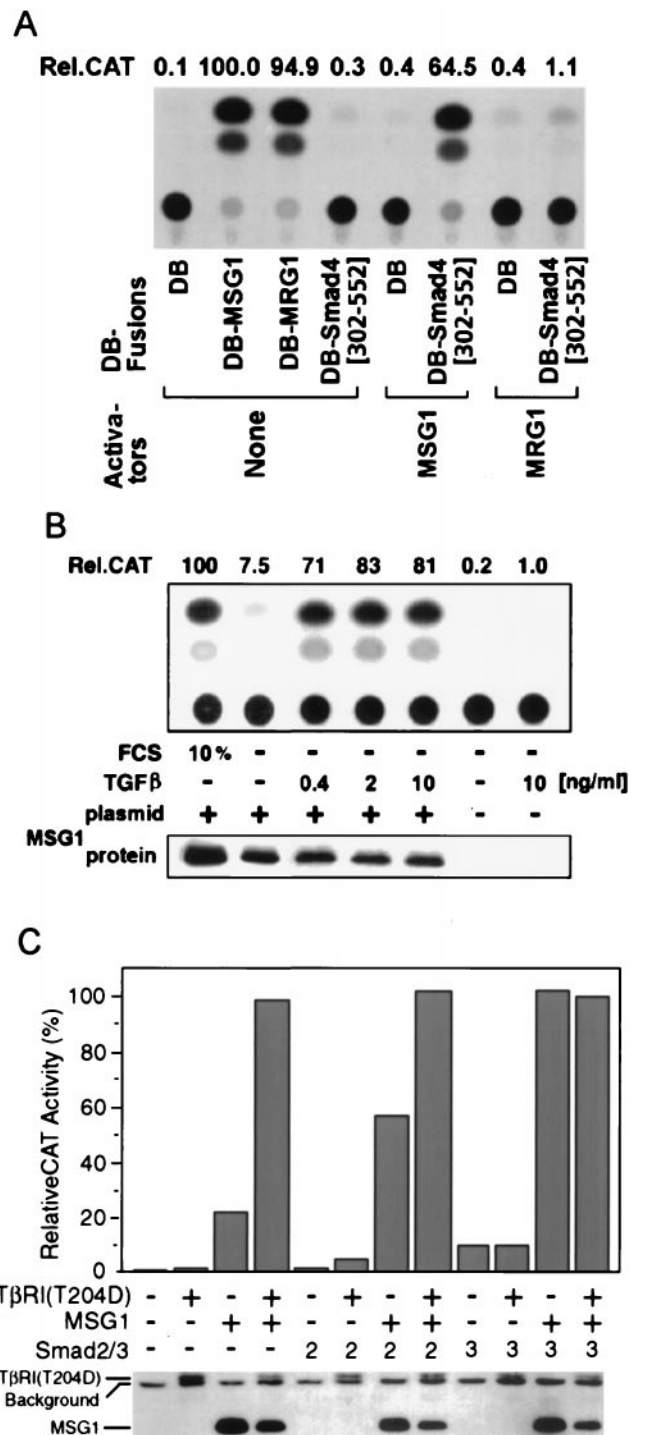 A
Rel.CAT 0.1 100.0 94.9 0.3 0.4 64.5 0.4 1.1
DB-Fusions
DB
DB-MSG1
DB-MRG1
DB-Smad4 [302-552]
DB
DB-Smad4 [302-552]
DB
DB-Smad4 [302-552]
Activa-tors
None
MSG1
MRG1
B
Rel.CAT 100 7.5 71 83 81 0.2 1.0
FCS 10% - - - - - -
TGFβ - - 0.4 2 10 - 10 [ng/ml]
plasmid + + + + + - -
MSG1 protein
C
RelativeCAT Activity (%)
100
80
60
40
20
0
TβRI(T204D) - + - + - + - + - + - +
MSG1 - - + + - - + + - - + +
Smad2/3 - - - - 2 2 2 2 3 3 3 3
TβRI(T204D)
Background
MSG1